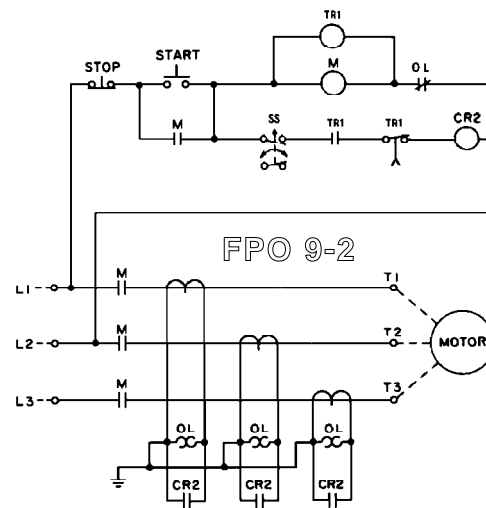 TR1
STOP
START
M
OL
M
SS
TR1
TR1
CR2
FPO 9-2
L1
M
T1
L2
M
T2
MOTOR
L3
M
T3
OL
OL
OL
CR2
CR2
CR2